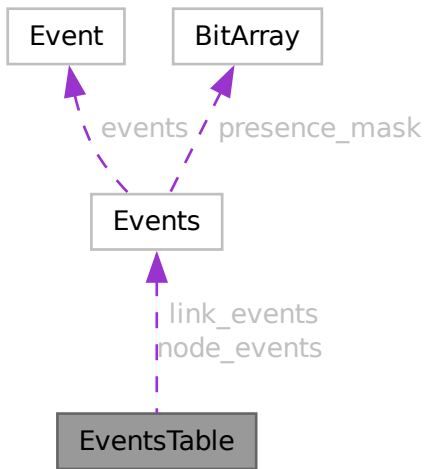 Event
BitArray
events
presence_mask
Events
link_events
node_events
EventsTable